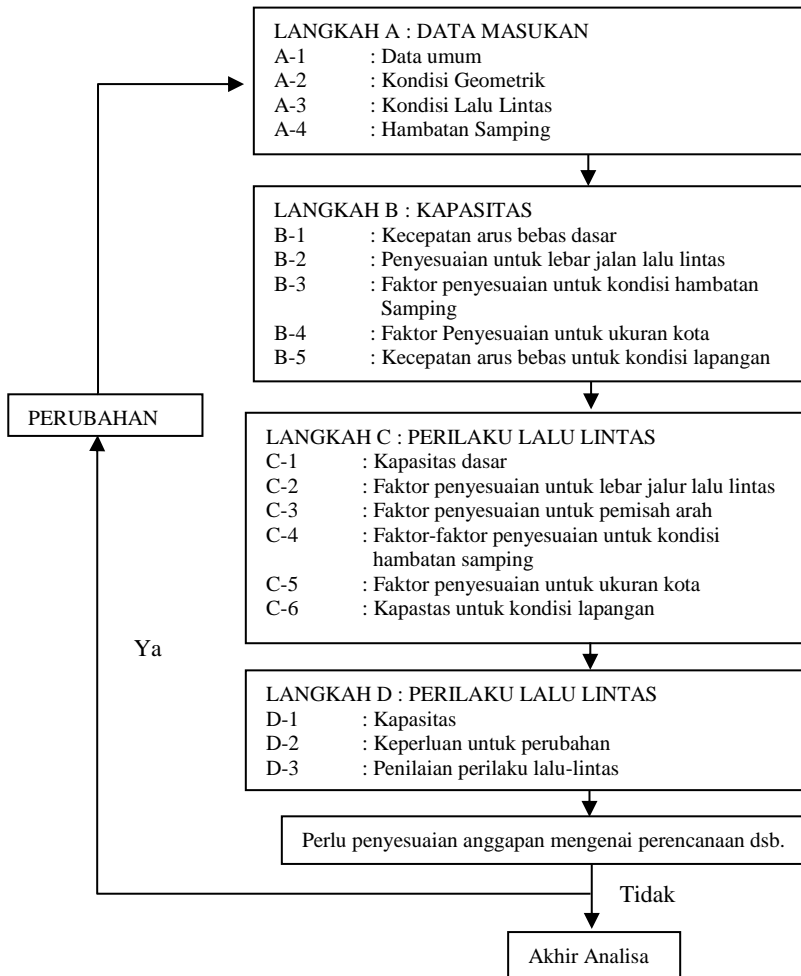 LANGKAH A : DATA MASUKAN
A-1 : Data umum
A-2 : Kondisi Geometrik
A-3 : Kondisi Lalu Lintas
A-4 : Hambatan Samping
LANGKAH B : KAPASITAS
B-1 : Kecepatan arus bebas dasar
B-2 : Penyesuaian untuk lebar jalan lalu lintas
B-3 : Faktor penyesuaian untuk kondisi hambatan
Samping
B-4 : Faktor Penyesuaian untuk ukuran kota
B-5 : Kecepatan arus bebas untuk kondisi lapangan
PERUBAHAN
LANGKAH C : PERILAKU LALU LINTAS
C-1 : Kapasitas dasar
C-2 : Faktor penyesuaian untuk lebar jalur lalu lintas
C-3 : Faktor penyesuaian untuk pemisah arah
C-4 : Faktor-faktor penyesuaian untuk kondisi
hambatan samping
C-5 : Faktor penyesuaian untuk ukuran kota
C-6 : Kapastas untuk kondisi lapangan
Ya
LANGKAH D : PERILAKU LALU LINTAS
D-1 : Kapasitas
D-2 : Keperluan untuk perubahan
D-3 : Penilaian perilaku lalu-lintas
Perlu penyesuaian anggapan mengenai perencanaan dsb.
Tidak
Akhir Analisa